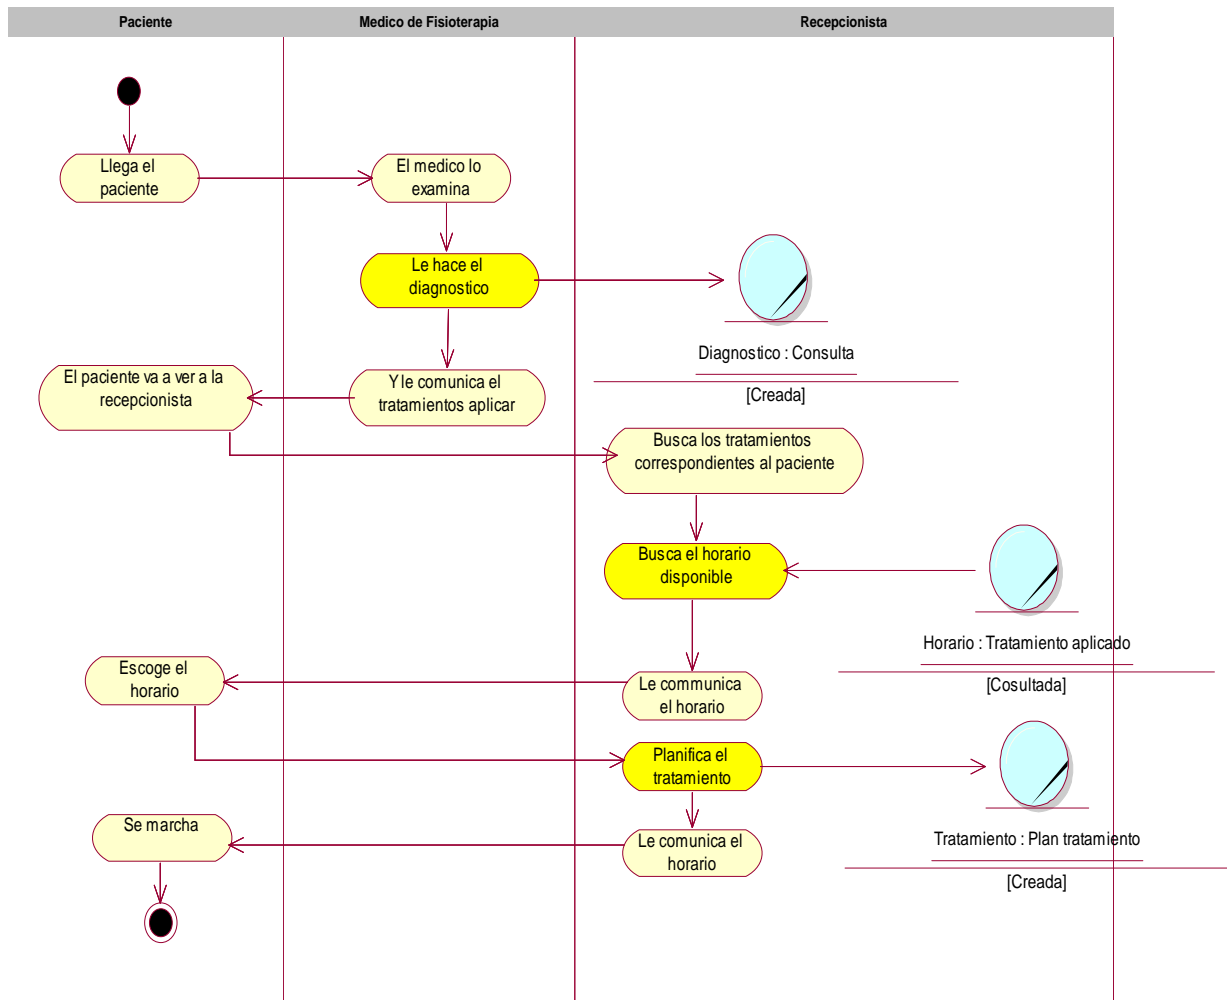 Paciente
Medico de Fisioterapia
Recepcionista
Llega el
paciente
El medico lo
examina
Le hace el
diagnostico
Diagnostico : Consulta
[Creada]
Y le comunica el
tratamientos aplicar
El paciente va a ver a la
recepcionista
Busca los tratamientos
correspondientes al paciente
Busca el horario
disponible
Horario : Tratamiento aplicado
[Cosultada]
Le communica
el horario
Escoge el
horario
Planifica el
tratamiento
Tratamiento : Plan tratamiento
[Creada]
Le comunica el
horario
Se marcha